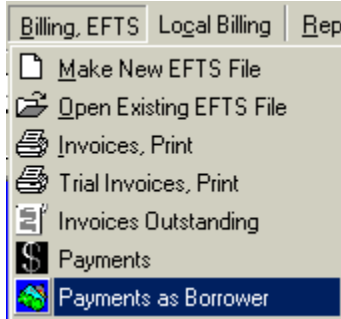 Billing, EFTS Local Billing Rep
Make New EFTS File
Open Existing EFTS File
Invoices, Print
Trial Invoices, Print
Invoices Outstanding
$ Payments
Payments as Borrower